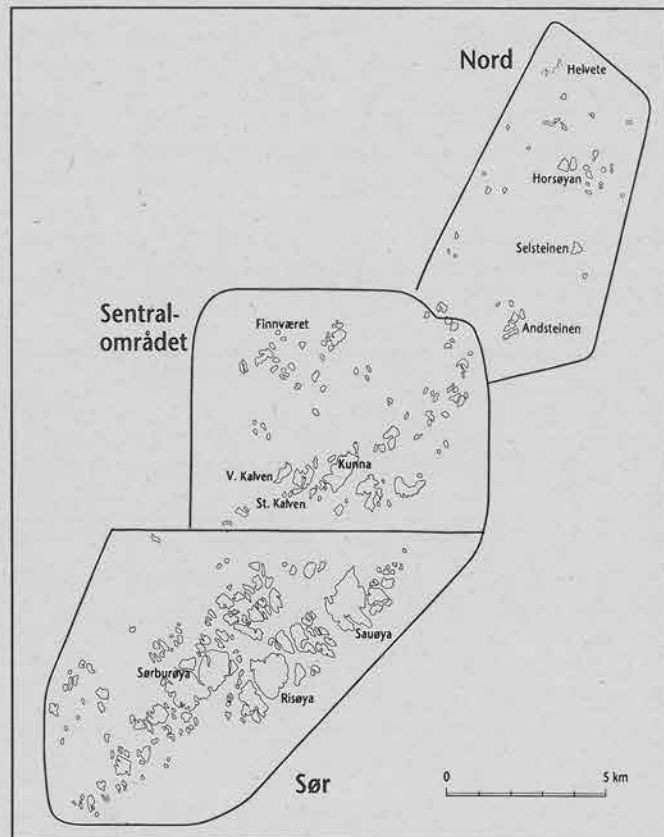 Nord
Helvete
Horsøyan
Selsteinen
Andsteinen
Sentral-
området
Finnværet
Kunna
V. Kalven
St. Kalven
Sauøya
Sørburøya
Risøya
Sør
0 5 km